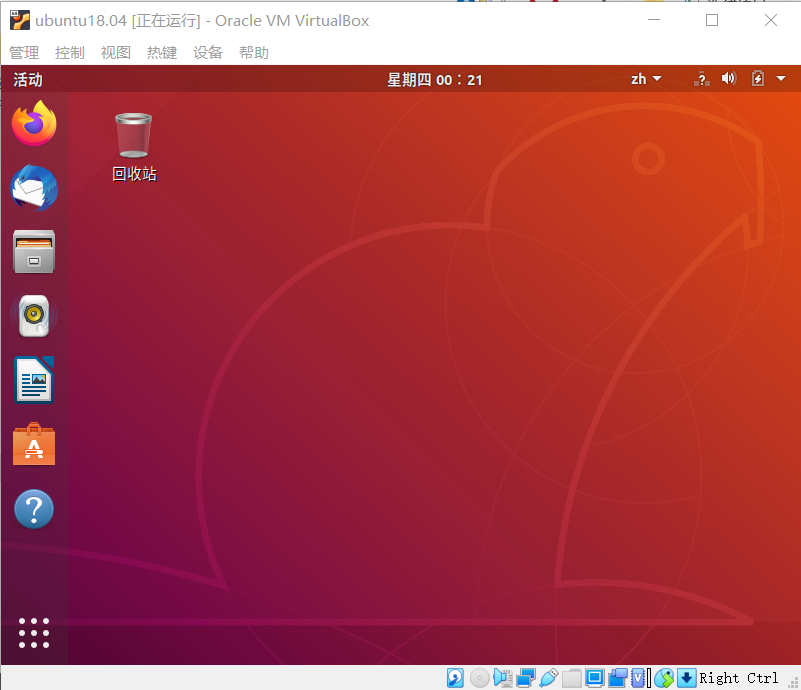 ubuntu18.04 [正在运行] - Oracle VM VirtualBox
管理 控制 视图 热键 设备 帮助
活动 星期四 00：21 zh
回收站
Right Ctrl